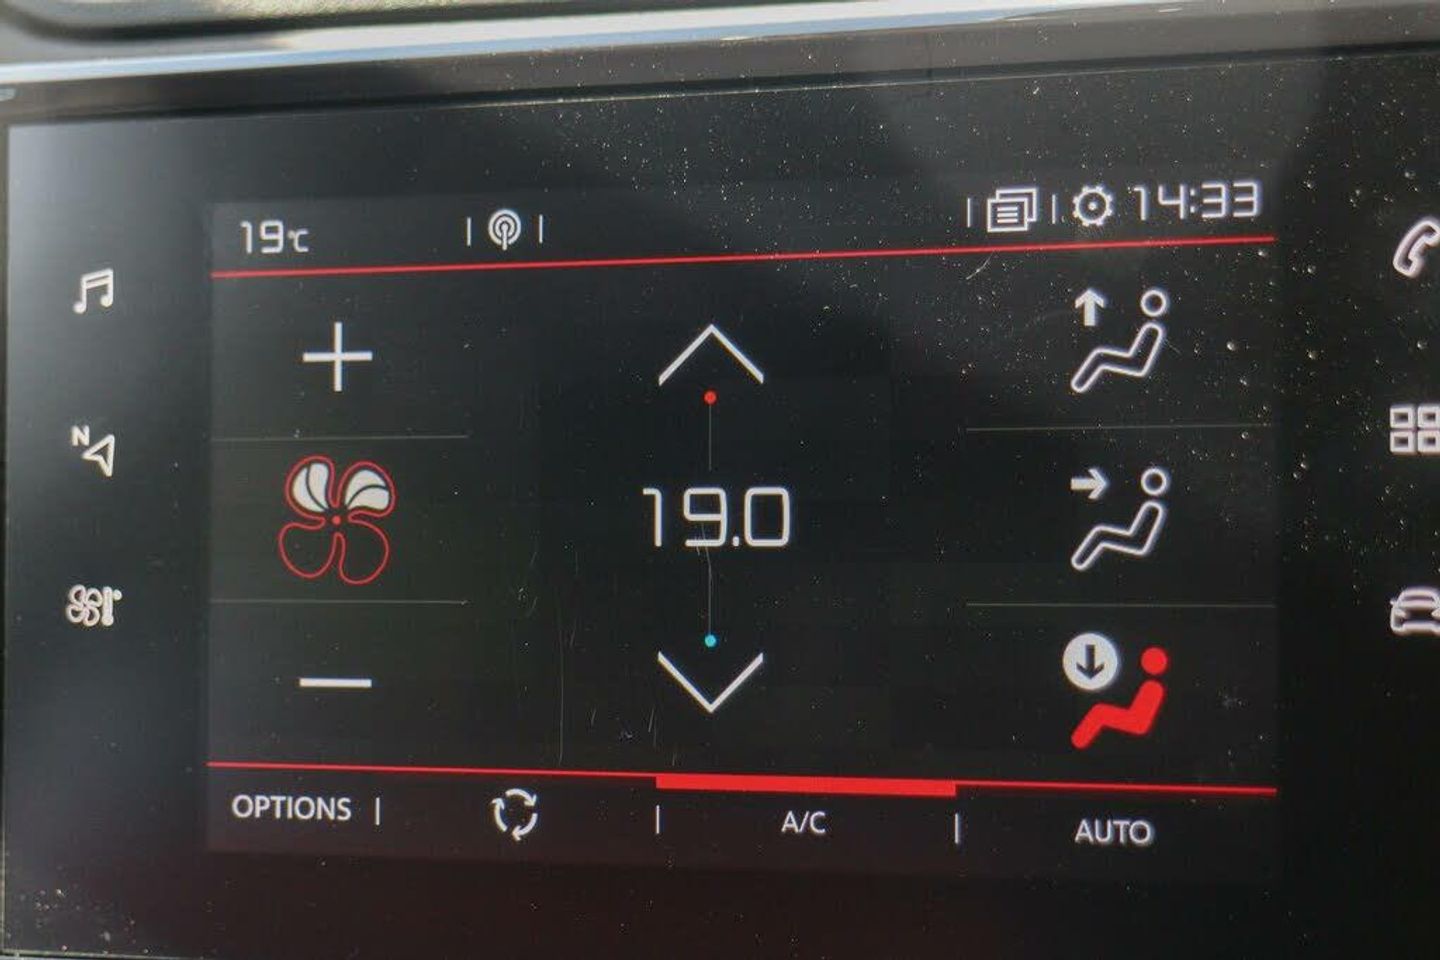 19°C 14:33
N
19.0
OPTIONS A/C AUTO